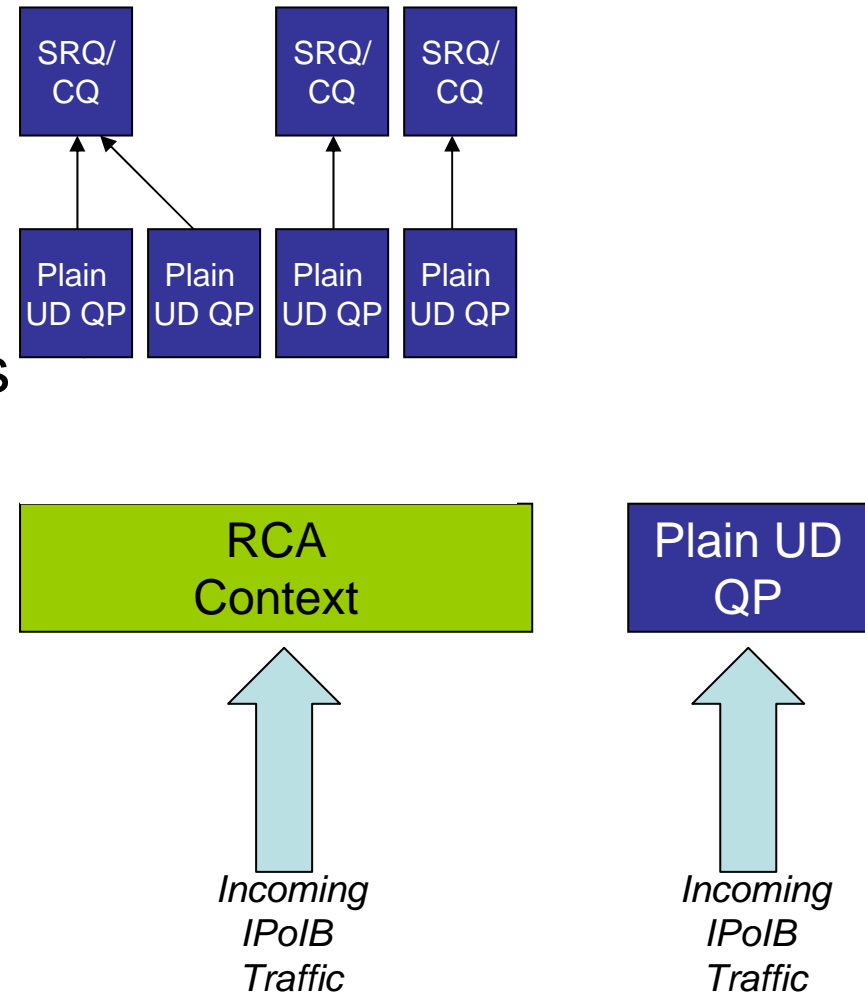 SRQ/
CQ
SRQ/
CQ
SRQ/
CQ
Plain
UD QP
Plain
UD QP
Plain
UD QP
Plain
UD QP
s
RCA
Context
Plain UD
QP
Incoming
IPoIB
Traffic
Incoming
IPoIB
Traffic